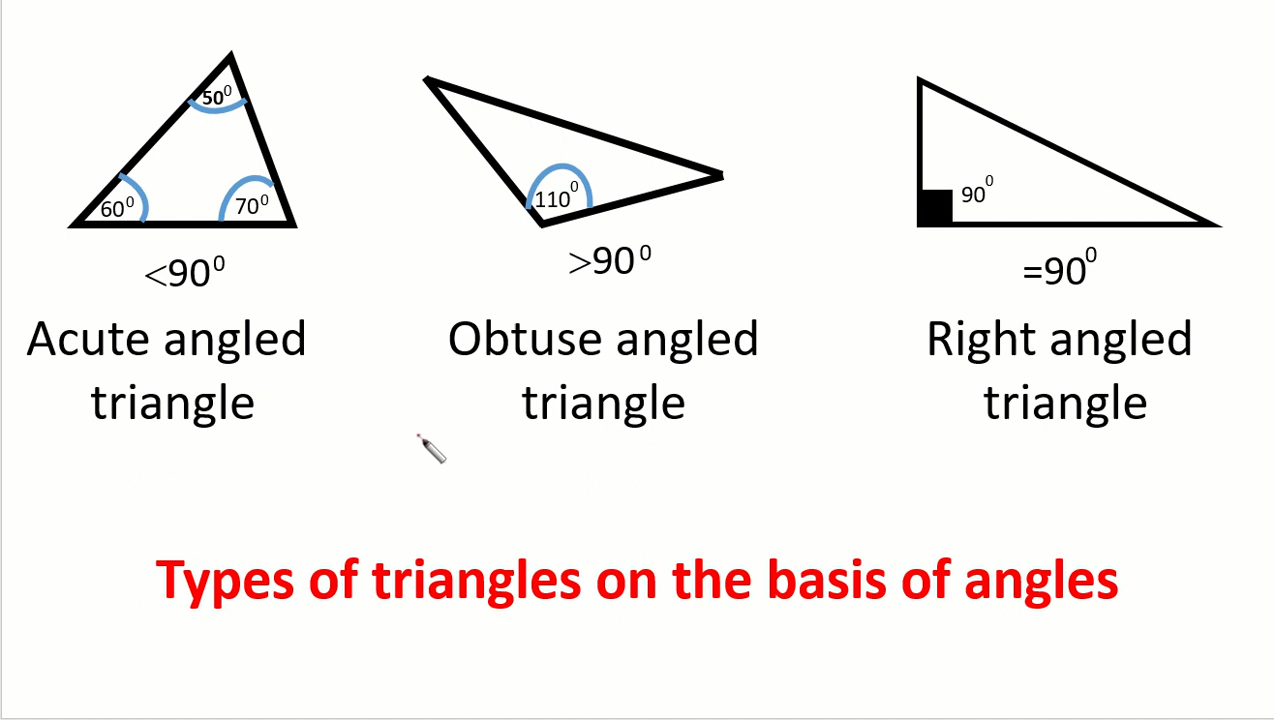 50⁰
60⁰
70⁰
110⁰
90⁰
<90⁰
>90⁰
=90⁰
Acute angled
triangle
Obtuse angled
triangle
Right angled
triangle
Types of triangles on the basis of angles